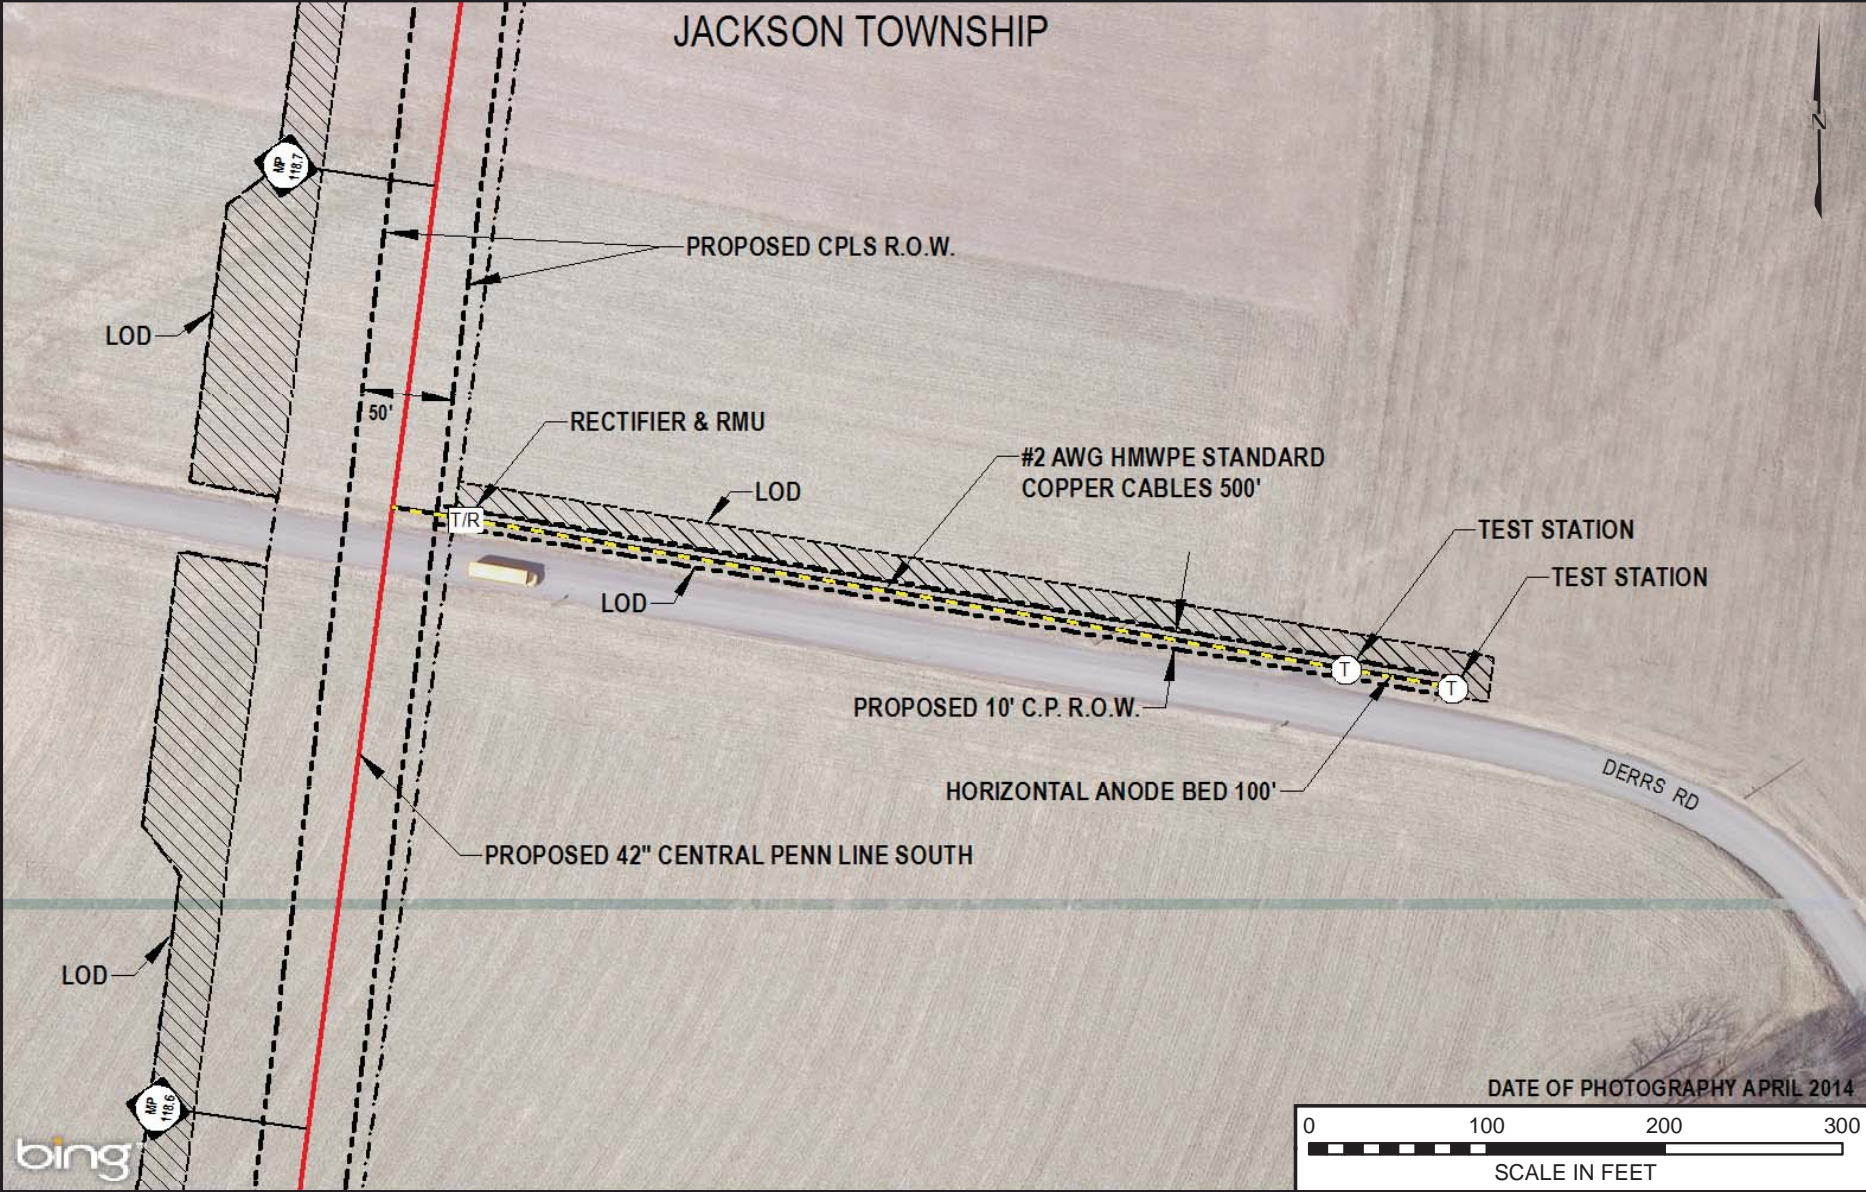 JACKSON TOWNSHIP
N
MP
118.7
PROPOSED CPLS R.O.W.
LOD
50'
RECTIFIER & RMU
#2 AWG HMWPE STANDARD
COPPER CABLES 500'
LOD
T/R
TEST STATION
TEST STATION
LOD
T
T
PROPOSED 10' C.P. R.O.W.
HORIZONTAL ANODE BED 100'
DERRS RD
PROPOSED 42" CENTRAL PENN LINE SOUTH
LOD
MP
118.6
DATE OF PHOTOGRAPHY APRIL 2014
0 100 200 300
SCALE IN FEET
bing